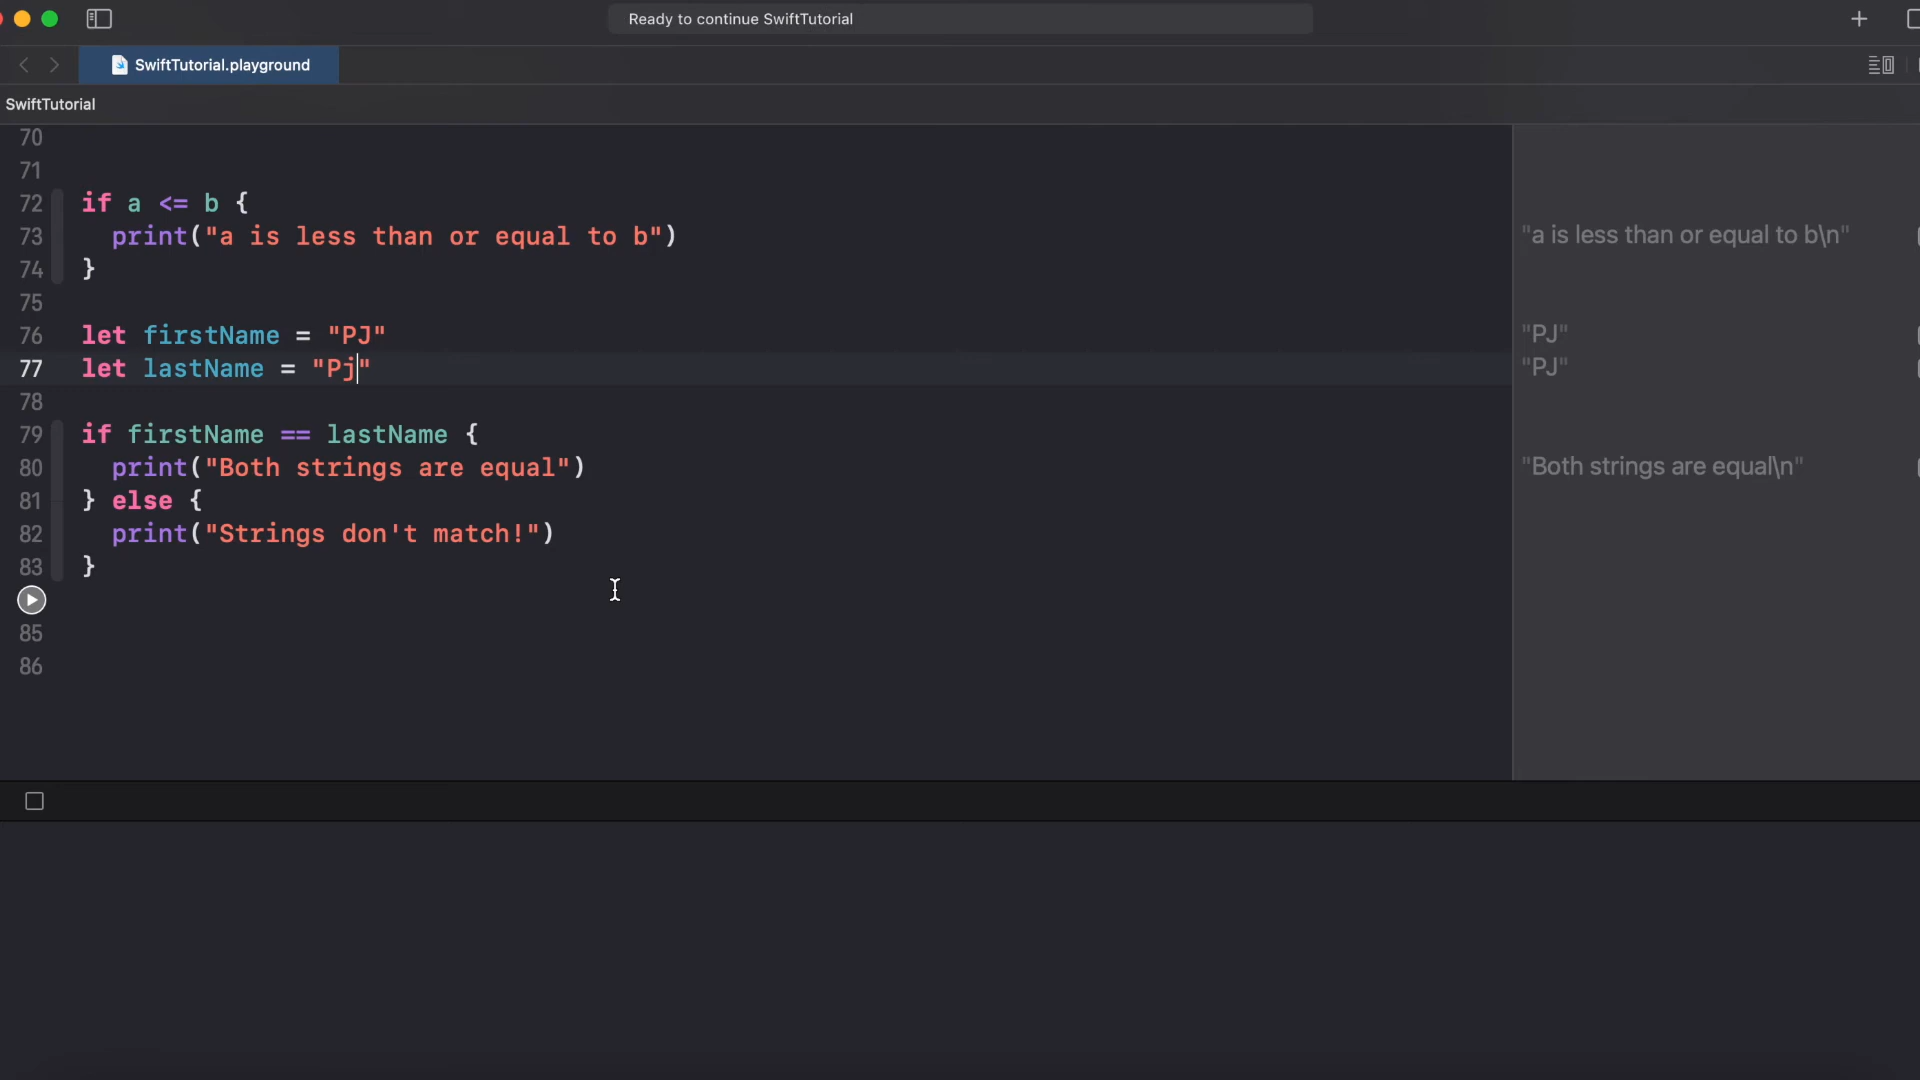 Ready to continue SwiftTutorial
SwiftTutorial.playground
SwiftTutorial
70
71
72 if a <= b {
73 print("a is less than or equal to b") "a is less than or equal to b\n"
74 }
75
76 let firstName = "PJ" "PJ"
77 let lastName = "Pj" "PJ"
78
79 if firstName == lastName {
80 print("Both strings are equal") "Both strings are equal\n"
81 } else {
82 print("Strings don't match!")
83 }
85
86